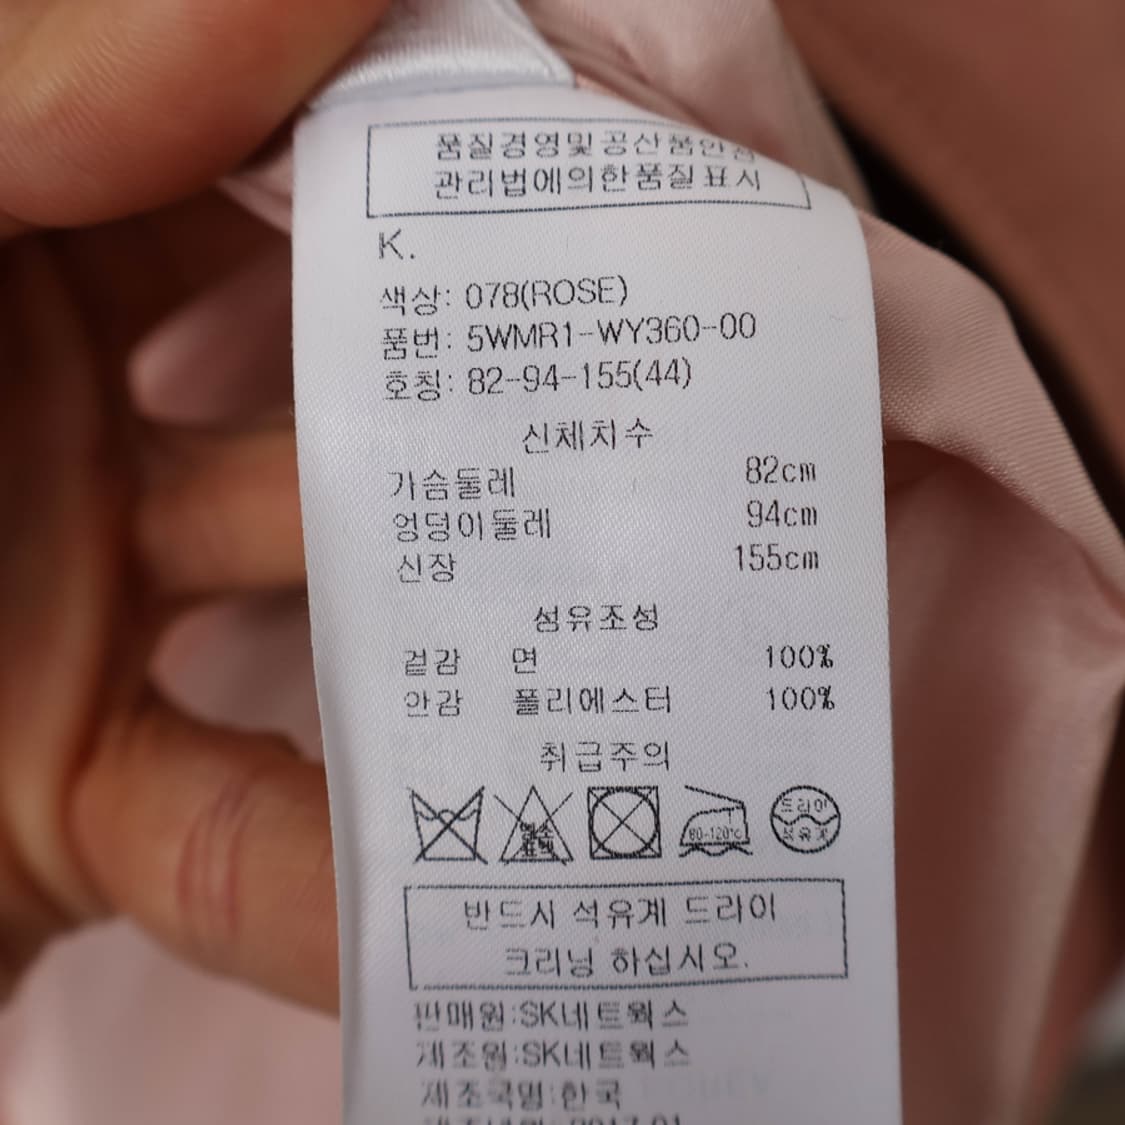 품질경영및공산품안전
관리법에의한품질표시
K.
색상: 078(ROSE)
품번: 5WMR1-WY360-00
호칭: 82-94-155(44)
신체치수
가슴둘레 82cm
엉덩이둘레 94cm
신장 155cm
섬유조성
겉감 면 100%
안감 폴리에스터 100%
취급주의
염소
표백
80-120℃
드라이
석유계
반드시 석유계 드라이
크리닝 하십시오.
판매원:SK네트웍스
제조원:SK네트웍스
제조국명:한국